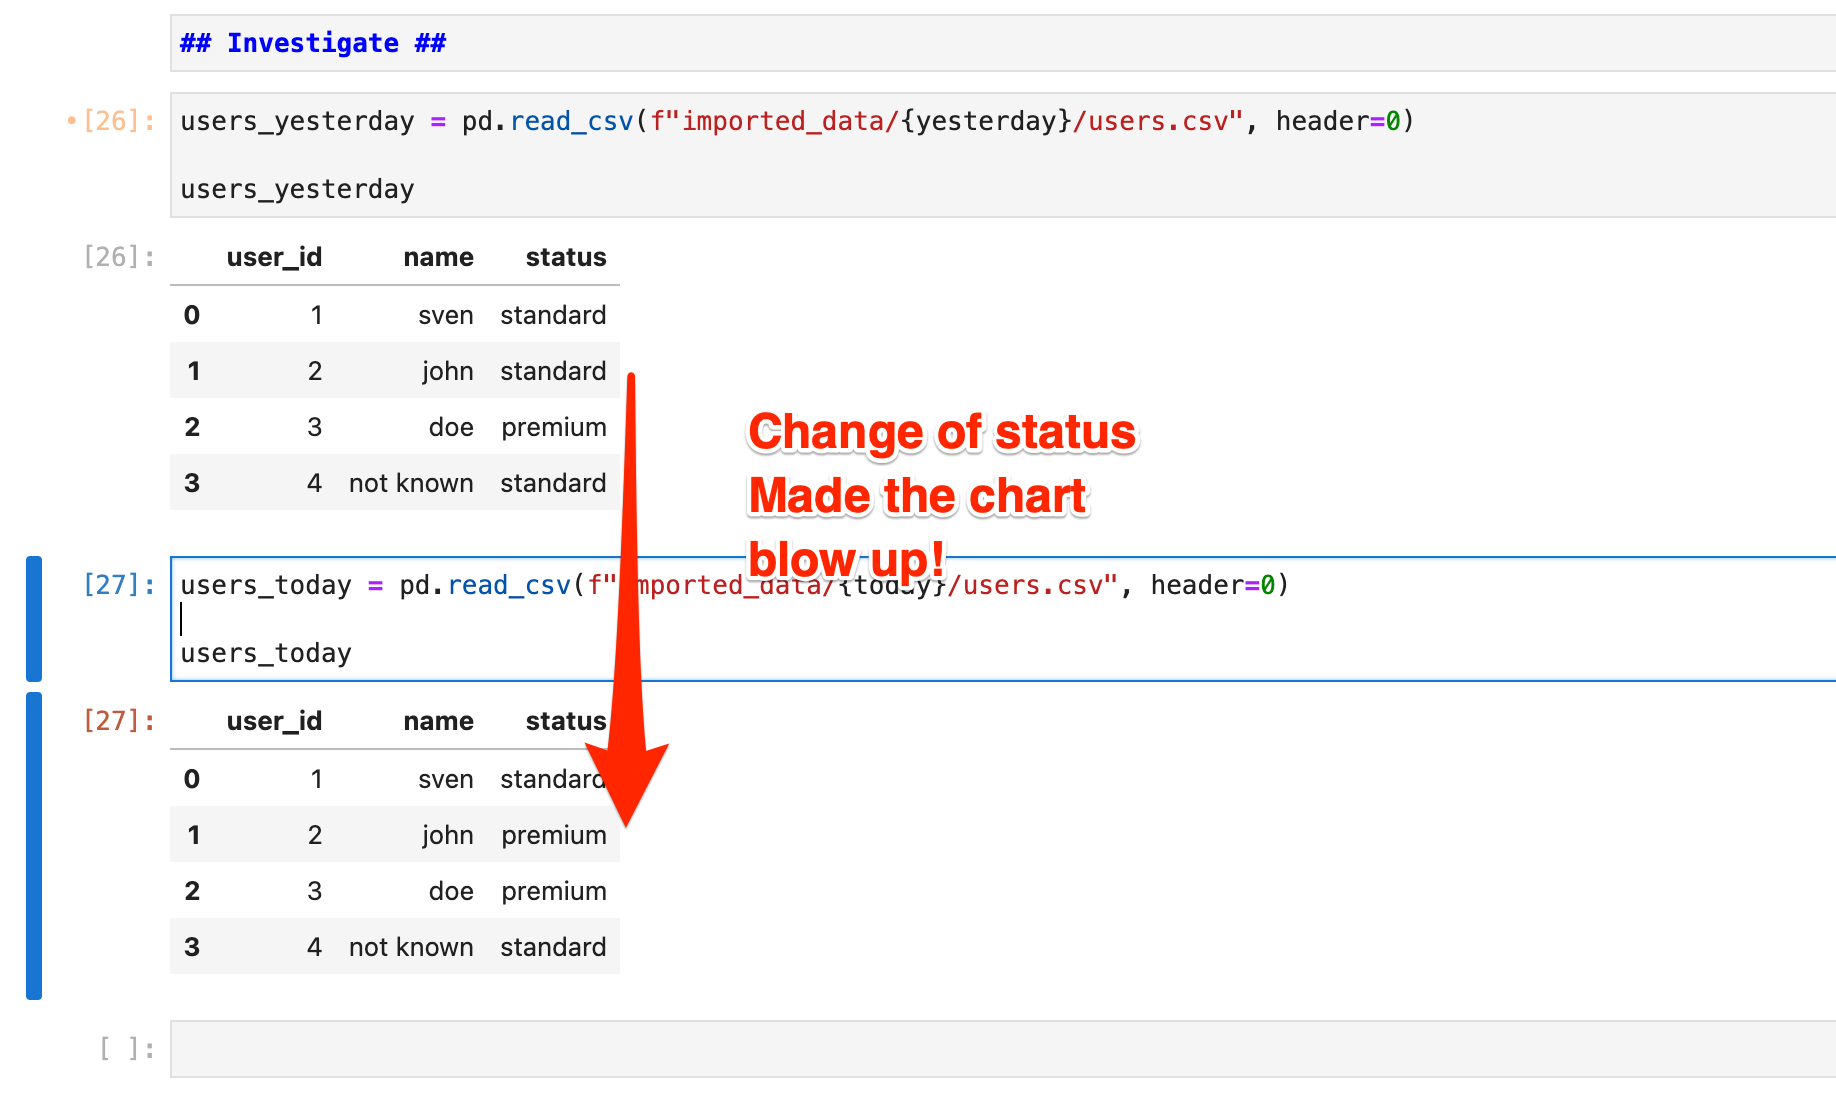 ## Investigate ##
[26]: users_yesterday = pd.read_csv(f"imported_data/{yesterday}/users.csv", header=0)
users_yesterday
[26]: user_id name status
0 1 sven standard
1 2 john standard
2 3 doe premium
3 4 not known standard
Change of status
Made the chart
blow up!
[27]: users_today = pd.read_csv(f"imported_data/{today}/users.csv", header=0)
users_today
[27]: user_id name status
0 1 sven standard
1 2 john premium
2 3 doe premium
3 4 not known standard
[ ]: